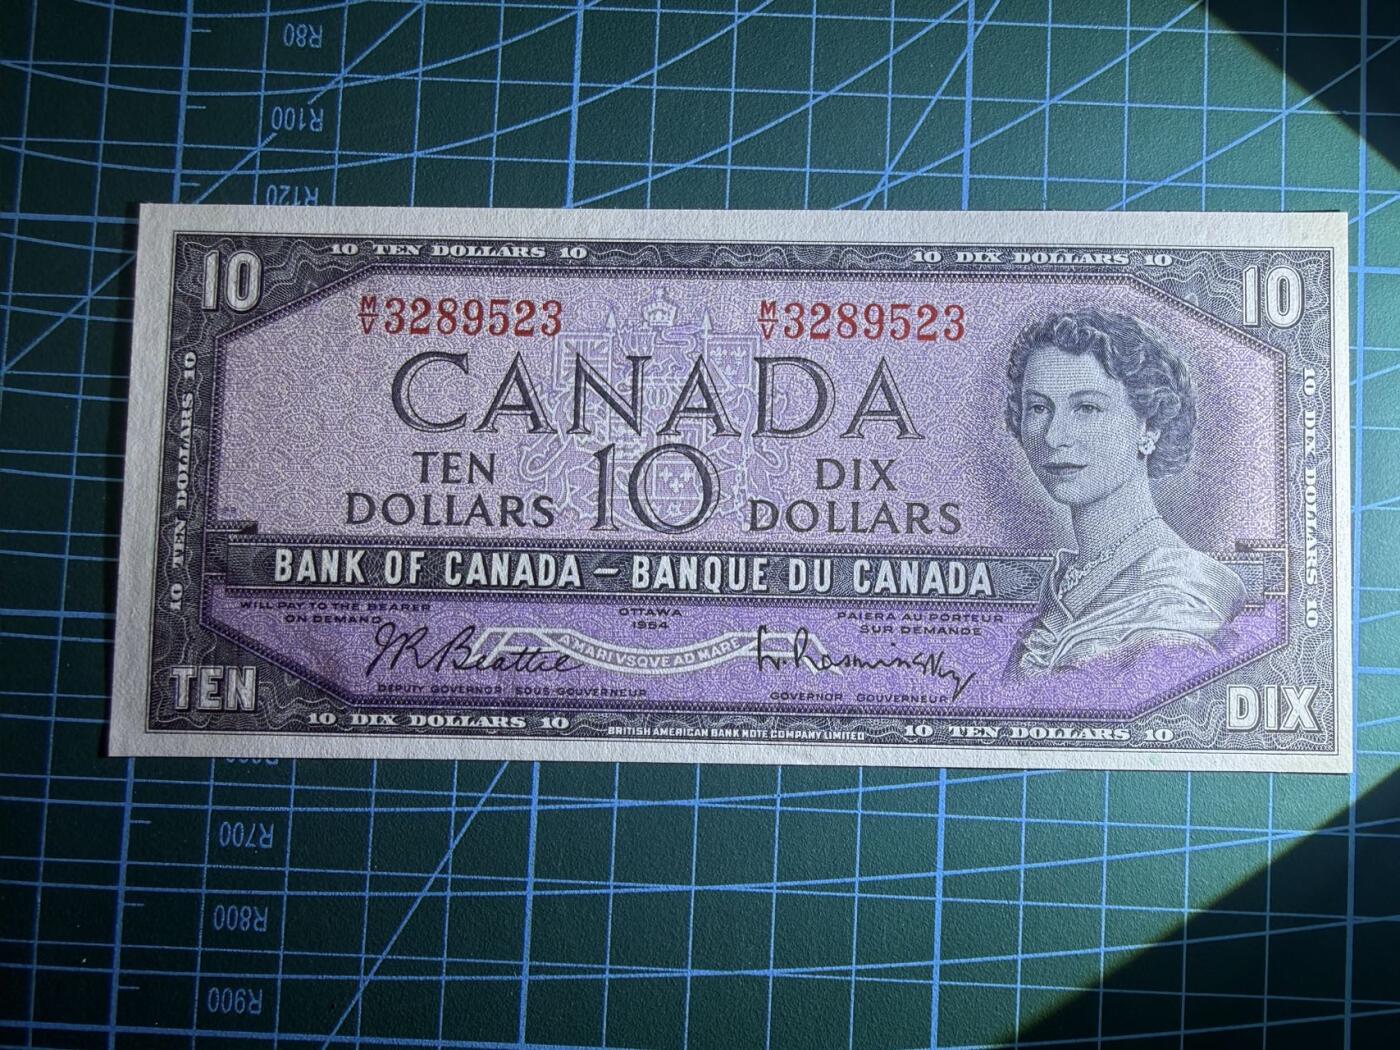 R80
R100
R120
10 TEN DOLLARS 10
10 DIX DOLLARS 10
10
10
M/V 3289523
M/V 3289523
CANADA
TEN DOLLARS
10
DIX DOLLARS
10 TEN DOLLARS 10
10 DIX DOLLARS 10
BANK OF CANADA – BANQUE DU CANADA
WILL PAY TO THE BEARER
ON DEMAND
OTTAWA
1954
PAIERA AU PORTEUR
SUR DEMANDE
JR Beattie
A MARI VSQVE AD MARE
L. Rasminsky
DEPUTY GOVERNOR SOUS-GOUVERNEUR
GOVERNOR GOUVERNEUR
TEN
DIX
10 DIX DOLLARS 10
BRITISH AMERICAN BANK NOTE COMPANY LIMITED
10 TEN DOLLARS 10
R700
R800
R900